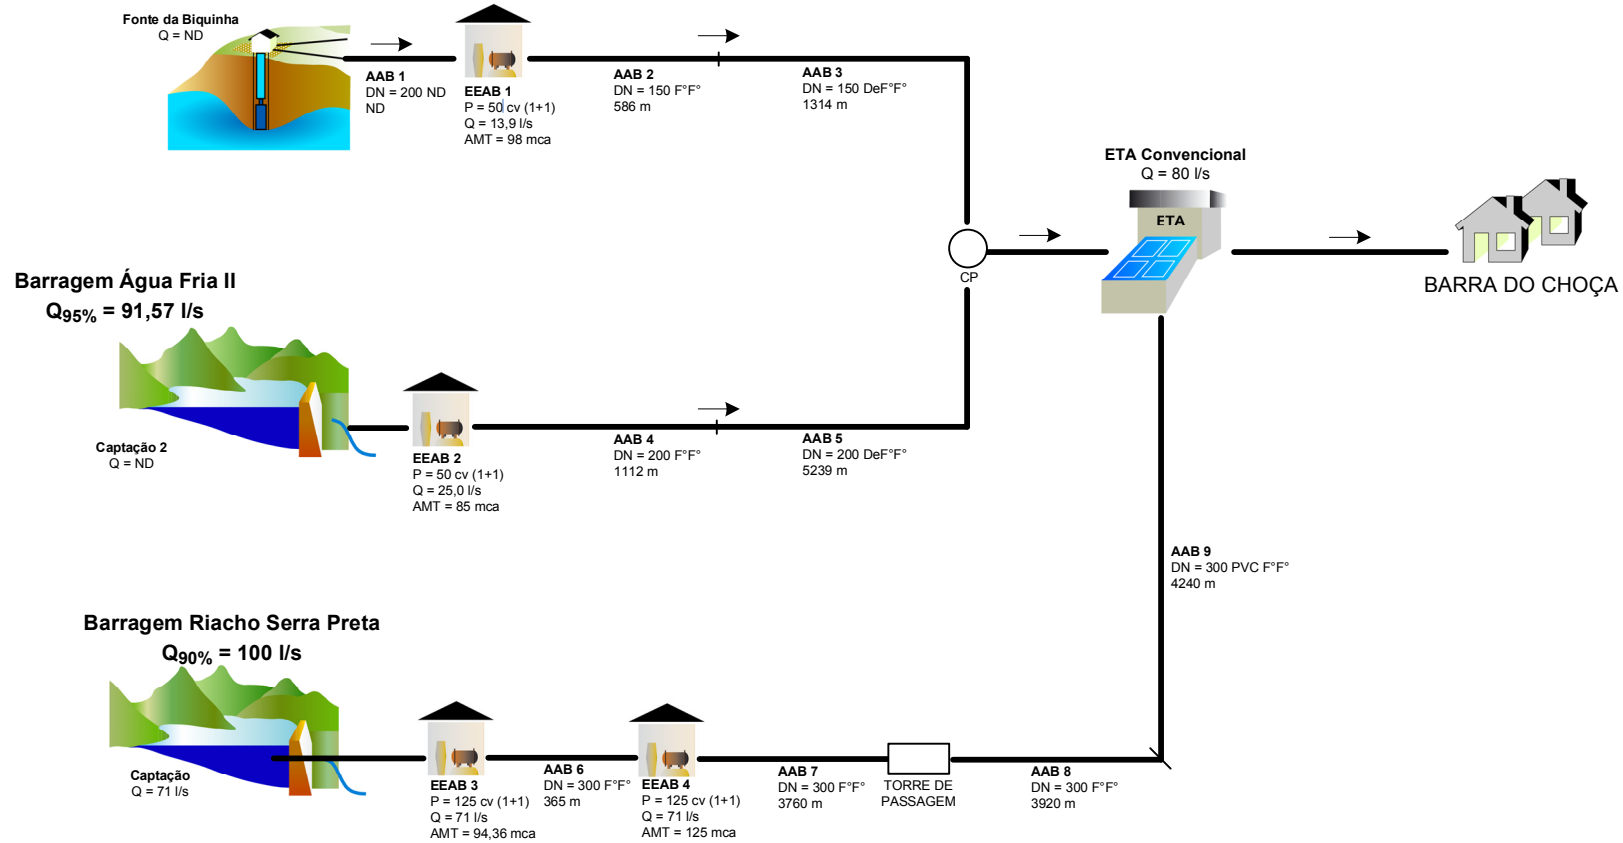 Fonte da Biquinha
Q = ND
AAB 1
DN = 200 ND
ND
EEAB 1
P = 50 cv (1+1)
Q = 13,9 l/s
AMT = 98 mca
AAB 2
DN = 150 F°F°
586 m
AAB 3
DN = 150 DeF°F°
1314 m
ETA Convencional
Q = 80 l/s
ETA
CP
BARRA DO CHOÇA
Barragem Água Fria II
Q95% = 91,57 l/s
Captação 2
Q = ND
EEAB 2
P = 50 cv (1+1)
Q = 25,0 l/s
AMT = 85 mca
AAB 4
DN = 200 F°F°
1112 m
AAB 5
DN = 200 DeF°F°
5239 m
AAB 9
DN = 300 PVC F°F°
4240 m
Barragem Riacho Serra Preta
Q90% = 100 l/s
Captação
Q = 71 l/s
EEAB 3
P = 125 cv (1+1)
Q = 71 l/s
AMT = 94,36 mca
AAB 6
DN = 300 F°F°
365 m
EEAB 4
P = 125 cv (1+1)
Q = 71 l/s
AMT = 125 mca
AAB 7
DN = 300 F°F°
3760 m
TORRE DE
PASSAGEM
AAB 8
DN = 300 F°F°
3920 m